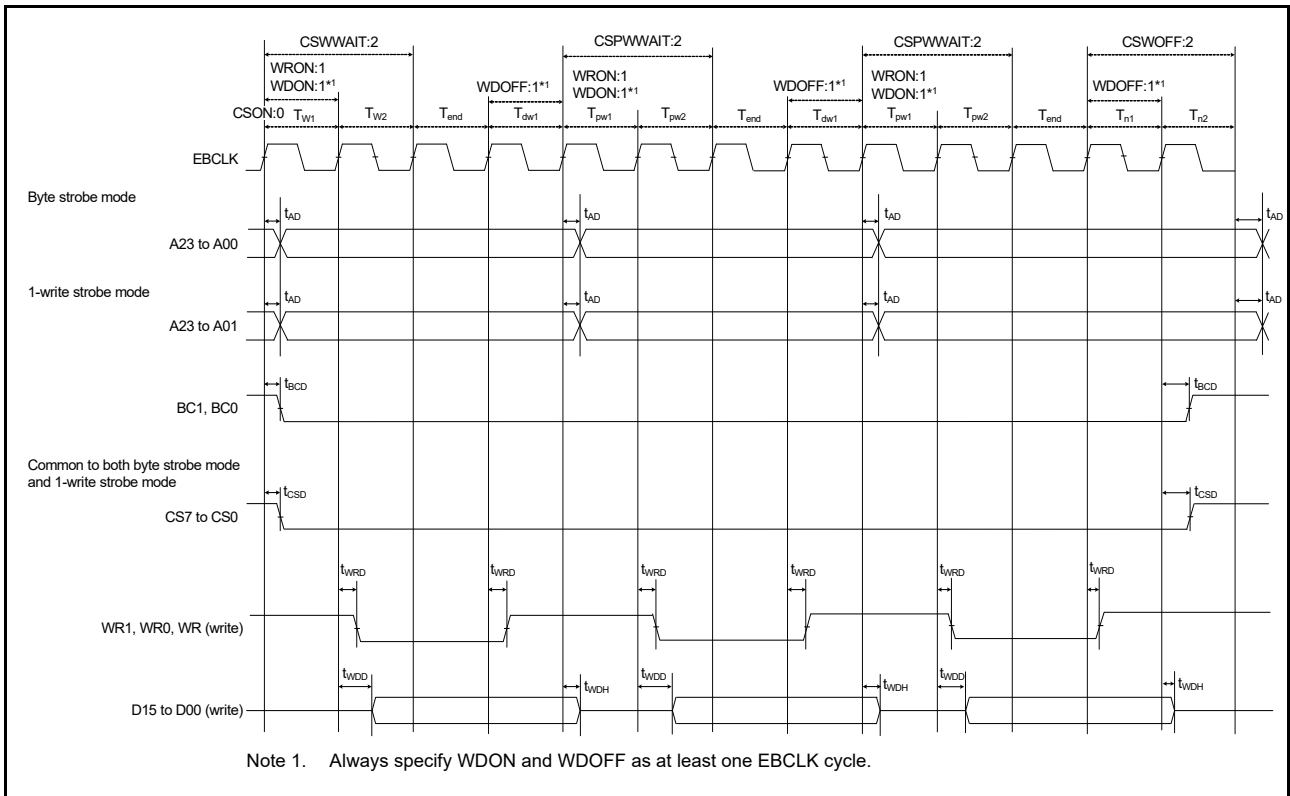 CSWWAIT:2 CSPWWAIT:2 CSPWWAIT:2 CSWOFF:2
WRON:1 WRON:1 WRON:1
WDON:1*1 WDOFF:1*1 WDON:1*1 WDOFF:1*1 WDON:1*1 WDOFF:1*1
CSON:0 TW1 TW2 Tend Tdw1 Tpw1 Tpw2 Tend Tdw1 Tpw1 Tpw2 Tend Tn1 Tn2
EBCLK
Byte strobe mode
tAD tAD tAD tAD
A23 to A00
1-write strobe mode
tAD tAD tAD tAD
A23 to A01
tBCD tBCD
BC1, BC0
Common to both byte strobe mode
and 1-write strobe mode
tCSD tCSD
CS7 to CS0
tWRD tWRD tWRD tWRD tWRD tWRD
WR1, WR0, WR (write)
tWDD tWDH tWDD tWDH tWDD tWDH
D15 to D00 (write)
Note 1. Always specify WDON and WDOFF as at least one EBCLK cycle.